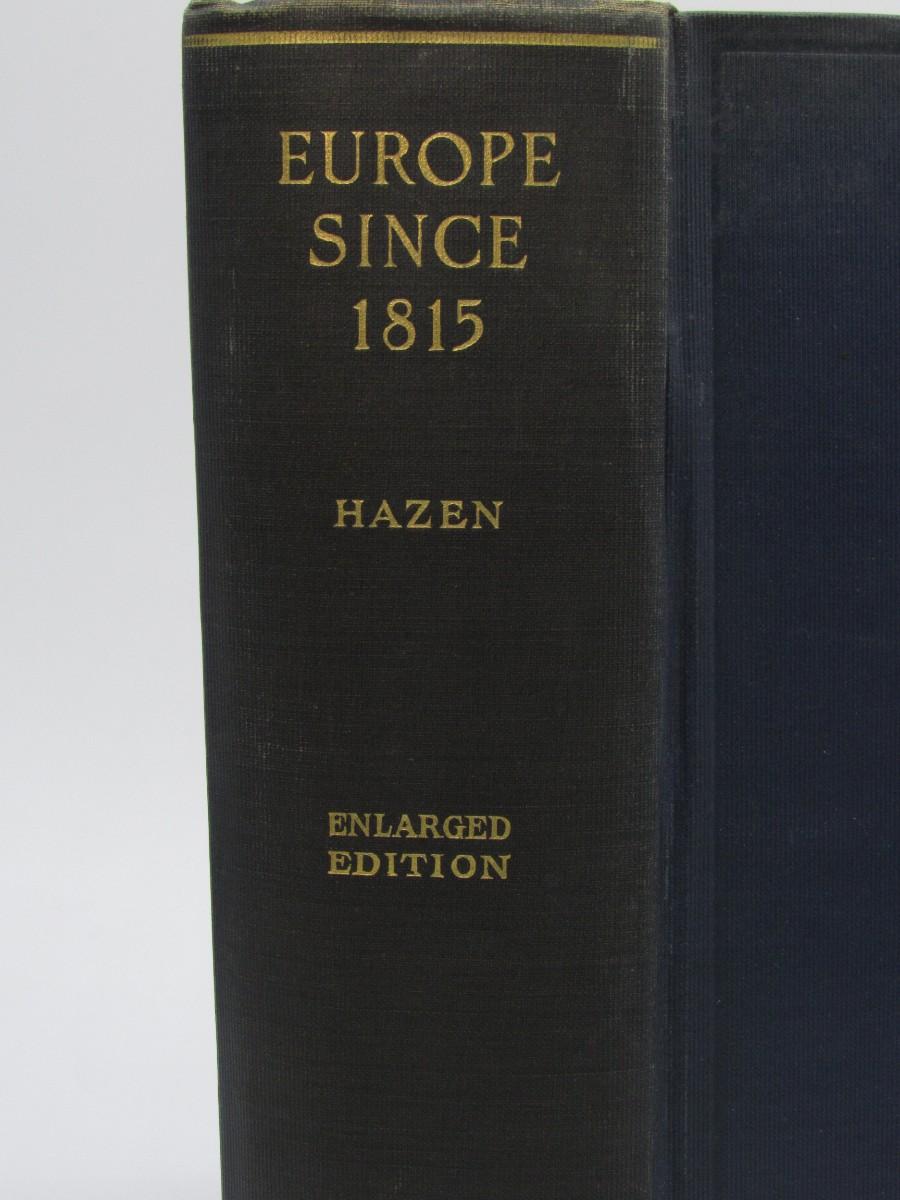 EUROPE
SINCE
1815
HAZEN
ENLARGED
EDITION